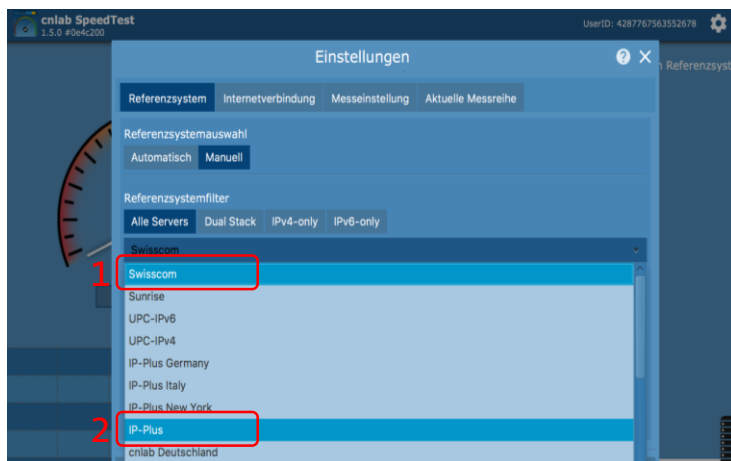 cnlab SpeedTest
1.5.0 #0e4c200
UserID: 4287767563552678
Einstellungen
?
n Referenzsyst
Referenzsystem Internetverbindung Messeinstellung Aktuelle Messreihe
Referenzsystemauswahl
Automatisch Manuell
Referenzsystemfilter
Alle Servers Dual Stack IPv4-only IPv6-only
Swisscom
1
Swisscom
Sunrise
UPC-IPv6
UPC-IPv4
IP-Plus Germany
IP-Plus Italy
IP-Plus New York
2
IP-Plus
cnlab Deutschland